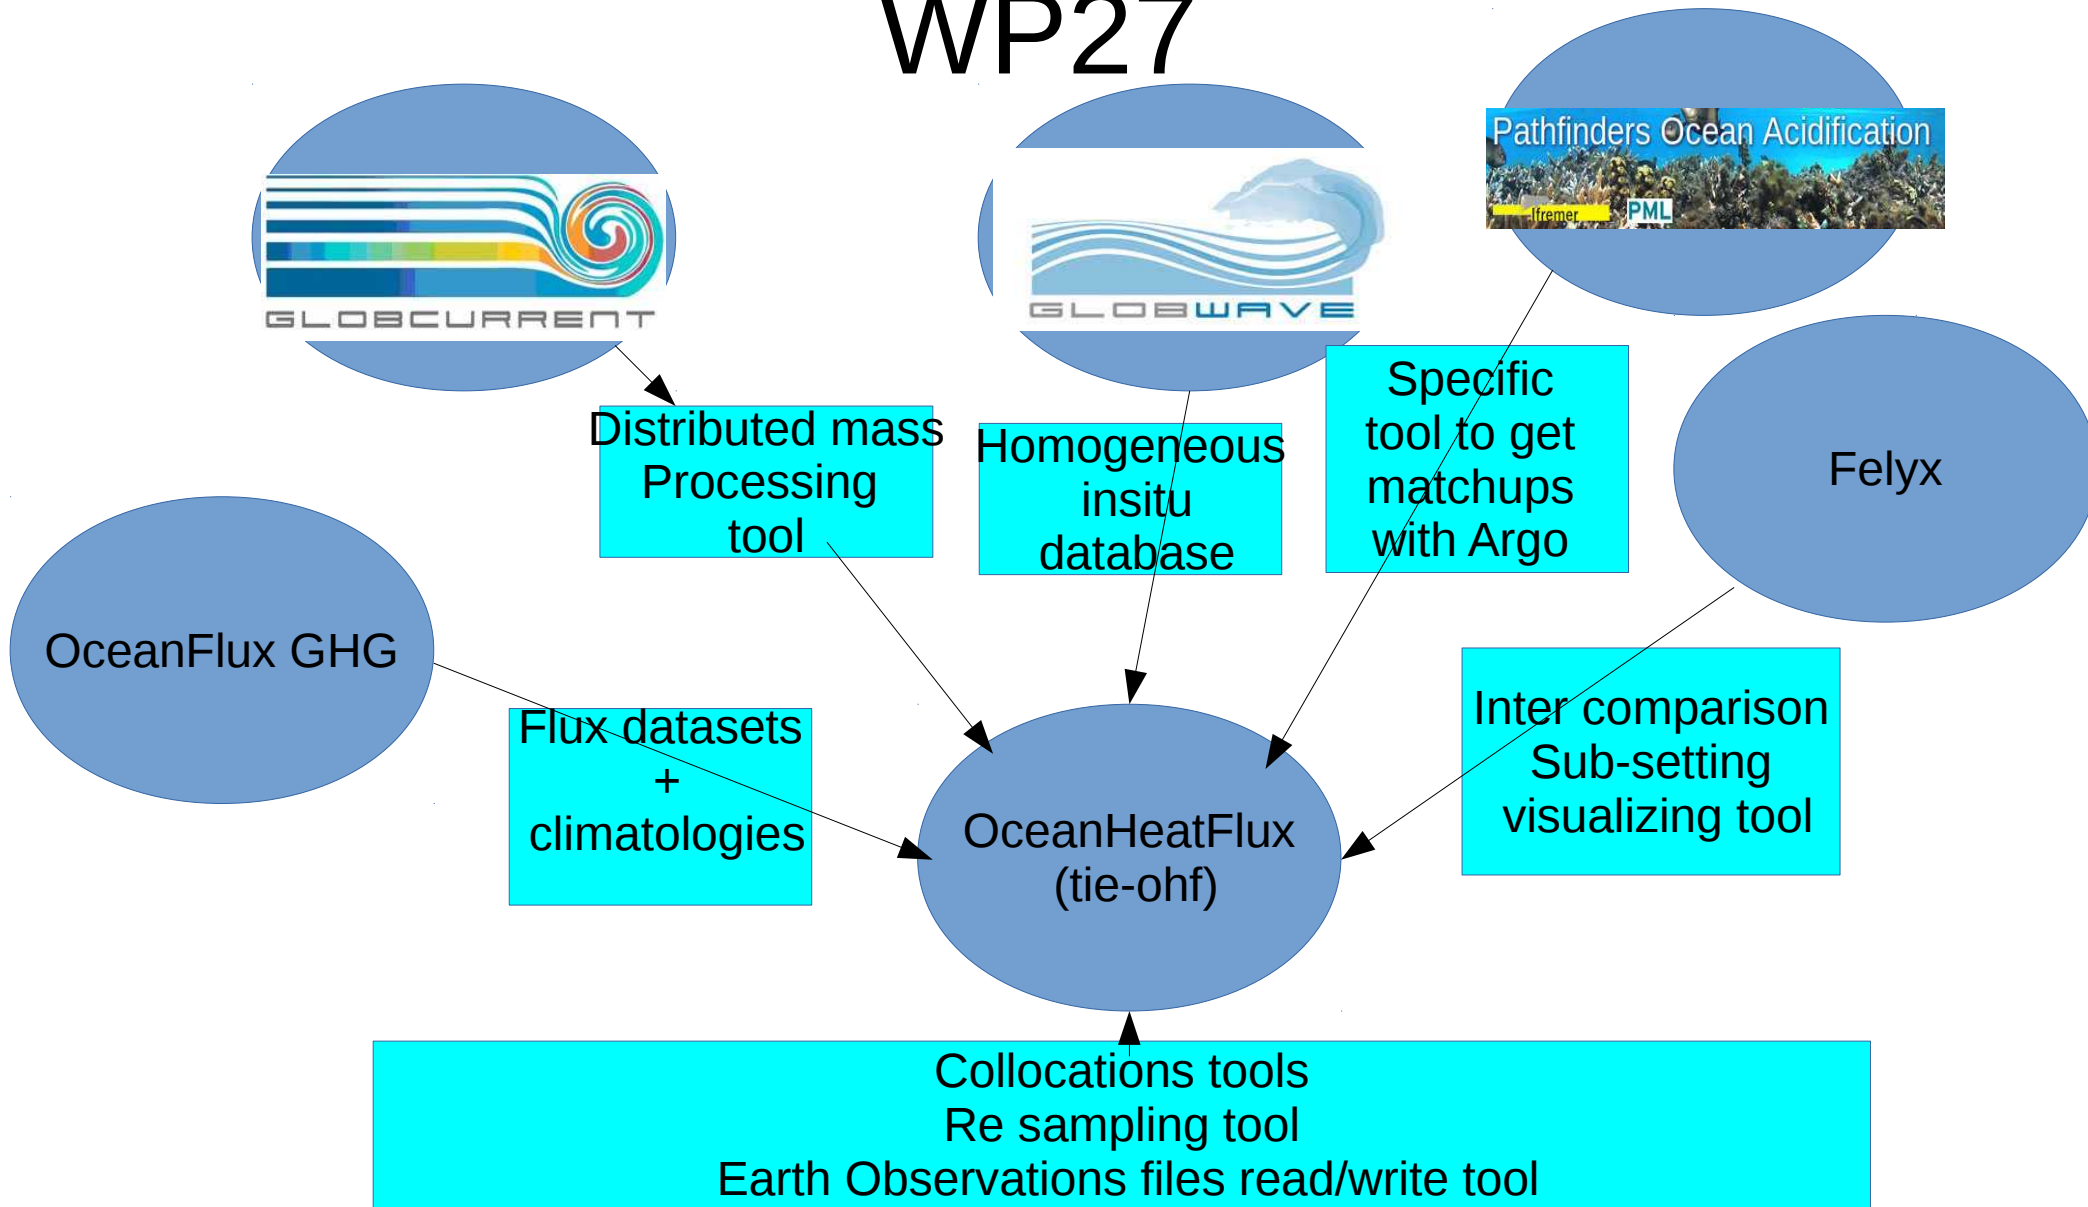 WP27
Pathfinders Ocean Acidification
Ifremer
PML
GLOBCURRENT
GLOBWAVE
Distributed mass
Processing
tool
Homogeneous
insitu
database
Specific
tool to get
matchups
with Argo
Felyx
OceanFlux GHG
Flux datasets
+
climatologies
Inter comparison
Sub-setting
visualizing tool
OceanHeatFlux
(tie-ohf)
Collocations tools
Re sampling tool
Earth Observations files read/write tool